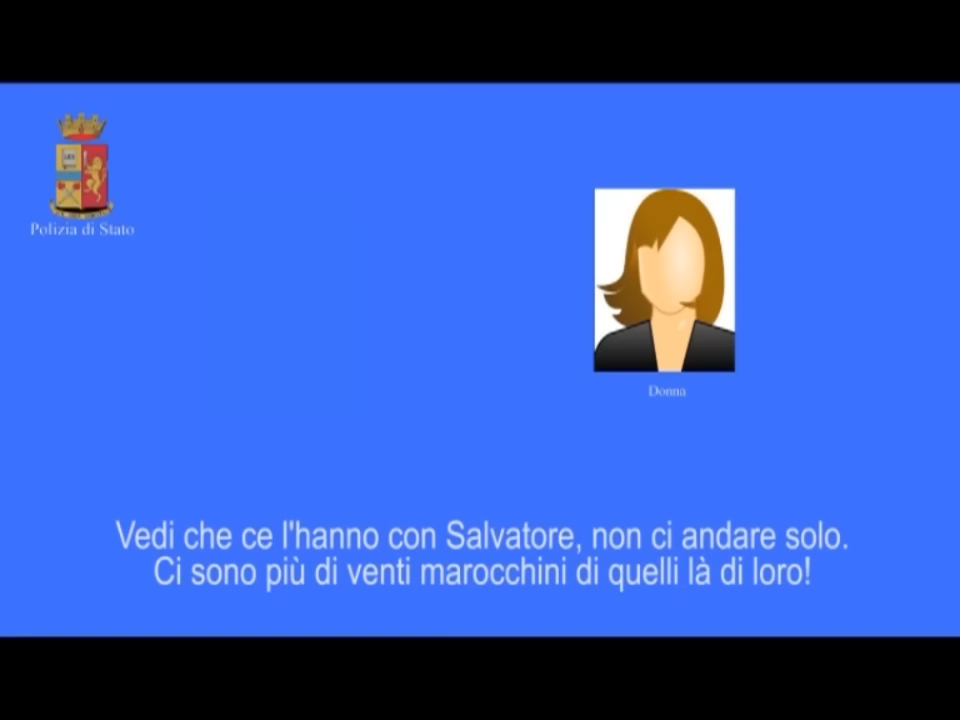 Polizia di Stato
Donna
Vedi che ce l'hanno con Salvatore, non ci andare solo.
Ci sono più di venti marocchini di quelli là di loro!